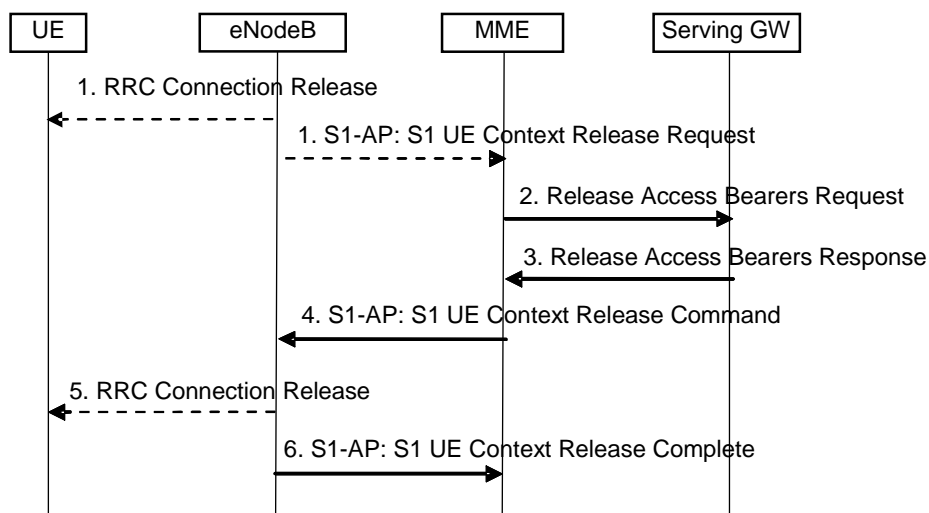 UE
eNodeB
MME
Serving GW
1. RRC Connection Release
1. S1-AP: S1 UE Context Release Request
2. Release Access Bearers Request
3. Release Access Bearers Response
4. S1-AP: S1 UE Context Release Command
5. RRC Connection Release
6. S1-AP: S1 UE Context Release Complete